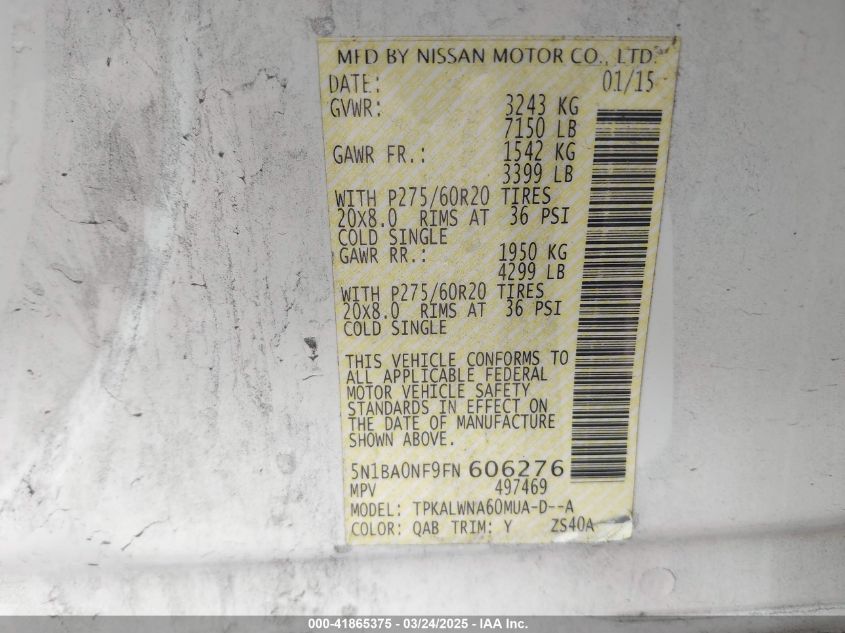 MFD BY NISSAN MOTOR CO., LTD.
DATE: 01/15
GVWR: 3243 KG
7150 LB
GAWR FR.: 1542 KG
3399 LB
WITH P275/60R20 TIRES
20X8.0 RIMS AT 36 PSI
COLD SINGLE
GAWR RR.: 1950 KG
4299 LB
WITH P275/60R20 TIRES
20X8.0 RIMS AT 36 PSI
COLD SINGLE
THIS VEHICLE CONFORMS TO
ALL APPLICABLE FEDERAL
MOTOR VEHICLE SAFETY
STANDARDS IN EFFECT ON
THE DATE OF MANUFACTURE
SHOWN ABOVE.
5N1BA0NF9FN 606276
MPV 497469
MODEL: TPKALWNA60MUA-D--A
COLOR: QAB TRIM: Y ZS40A
000-41865375 - 03/24/2025 - IAA Inc.